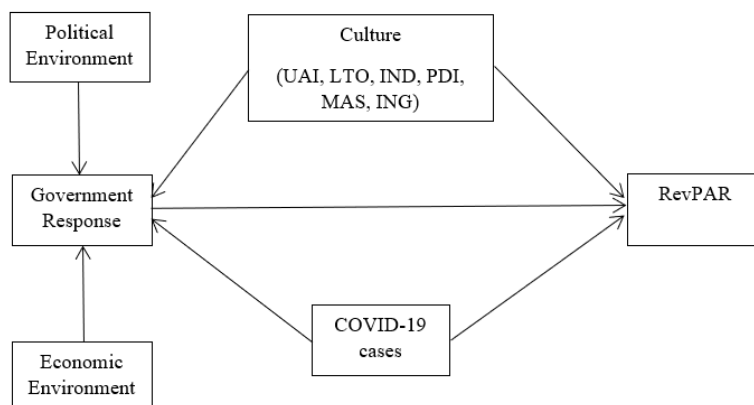 Political
Environment
Culture
(UAI, LTO, IND, PDI,
MAS, ING)
Government
Response
RevPAR
COVID-19
cases
Economic
Environment